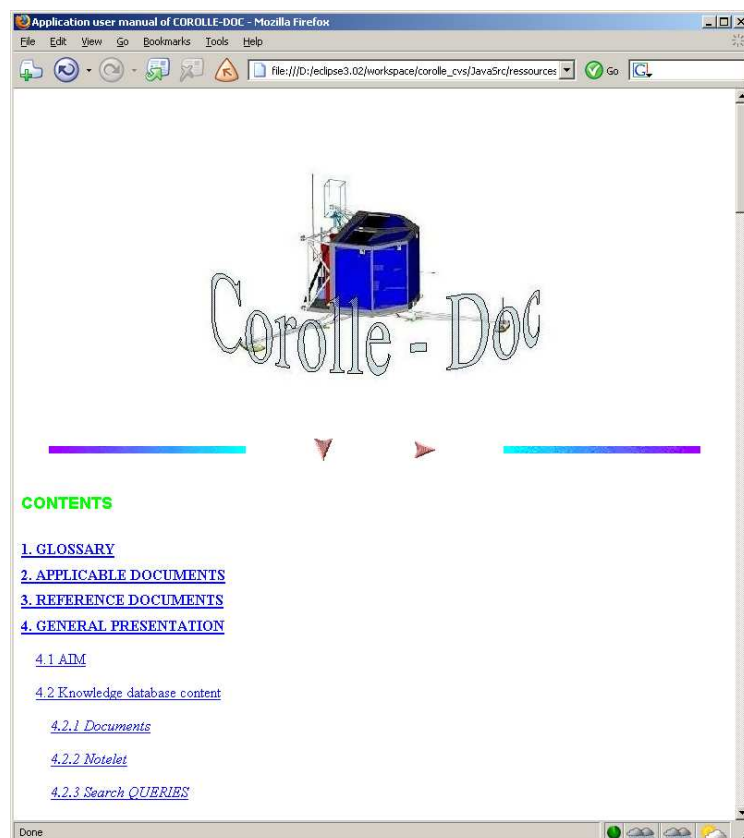 Application user manual of COROLLE-DOC - Mozilla Firefox
File Edit View Go Bookmarks Tools Help
file:///D:/eclipse3.02/workspace/corolle_cvs/JavaSrc/ressources Go G
Corolle - Doc
CONTENTS
1. GLOSSARY
2. APPLICABLE DOCUMENTS
3. REFERENCE DOCUMENTS
4. GENERAL PRESENTATION
4.1 AIM
4.2 Knowledge database content
4.2.1 Documents
4.2.2 Notelet
4.2.3 Search QUERIES
Done